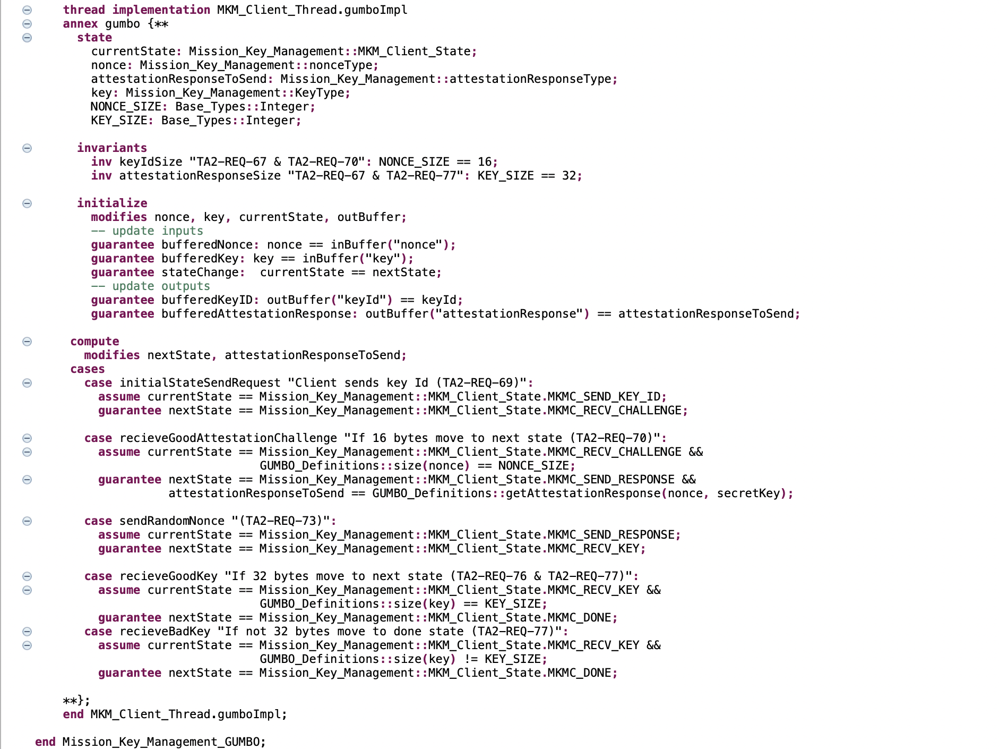 thread implementation MKM_Client_Thread.gumboImpl
annex gumbo {**
state
currentState: Mission_Key_Management::MKM_Client_State;
nonce: Mission_Key_Management::nonceType;
attestationResponseToSend: Mission_Key_Management::attestationResponseType;
key: Mission_Key_Management::KeyType;
NONCE_SIZE: Base_Types::Integer;
KEY_SIZE: Base_Types::Integer;
invariants
inv keyIdSize "TA2-REQ-67 & TA2-REQ-70": NONCE_SIZE == 16;
inv attestationResponseSize "TA2-REQ-67 & TA2-REQ-77": KEY_SIZE == 32;
initialize
modifies nonce, key, currentState, outBuffer;
-- update inputs
guarantee bufferedNonce: nonce == inBuffer("nonce");
guarantee bufferedKey: key == inBuffer("key");
guarantee stateChange:  currentState == nextState;
-- update outputs
guarantee bufferedKeyID: outBuffer("keyId") == keyId;
guarantee bufferedAttestationResponse: outBuffer("attestationResponse") == attestationResponseToSend;
compute
modifies nextState, attestationResponseToSend;
cases
case initialStateSendRequest "Client sends key Id (TA2-REQ-69)":
assume currentState == Mission_Key_Management::MKM_Client_State.MKMC_SEND_KEY_ID;
guarantee nextState == Mission_Key_Management::MKM_Client_State.MKMC_RECV_CHALLENGE;
case recieveGoodAttestationChallenge "If 16 bytes move to next state (TA2-REQ-70)":
assume currentState == Mission_Key_Management::MKM_Client_State.MKMC_RECV_CHALLENGE &&
GUMBO_Definitions::size(nonce) == NONCE_SIZE;
guarantee nextState == Mission_Key_Management::MKM_Client_State.MKMC_SEND_RESPONSE &&
attestationResponseToSend == GUMBO_Definitions::getAttestationResponse(nonce, secretKey);
case sendRandomNonce "(TA2-REQ-73)":
assume currentState == Mission_Key_Management::MKM_Client_State.MKMC_SEND_RESPONSE;
guarantee nextState == Mission_Key_Management::MKM_Client_State.MKMC_RECV_KEY;
case recieveGoodKey "If 32 bytes move to next state (TA2-REQ-76 & TA2-REQ-77)":
assume currentState == Mission_Key_Management::MKM_Client_State.MKMC_RECV_KEY &&
GUMBO_Definitions::size(key) == KEY_SIZE;
guarantee nextState == Mission_Key_Management::MKM_Client_State.MKMC_DONE;
case recieveBadKey "If not 32 bytes move to done state (TA2-REQ-77)":
assume currentState == Mission_Key_Management::MKM_Client_State.MKMC_RECV_KEY &&
GUMBO_Definitions::size(key) != KEY_SIZE;
guarantee nextState == Mission_Key_Management::MKM_Client_State.MKMC_DONE;
**};
end MKM_Client_Thread.gumboImpl;
end Mission_Key_Management_GUMBO;